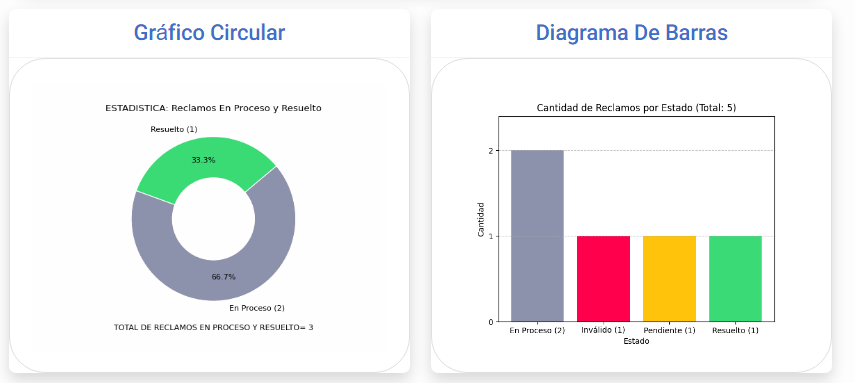 Gráfico Circular
ESTADISTICA: Reclamos En Proceso y Resuelto
Resuelto (1)
33.3%
66.7%
En Proceso (2)
TOTAL DE RECLAMOS EN PROCESO Y RESUELTO= 3
Diagrama De Barras
Cantidad de Reclamos por Estado (Total: 5)
Cantidad
2
1
0
En Proceso (2) Inválido (1) Pendiente (1) Resuelto (1)
Estado